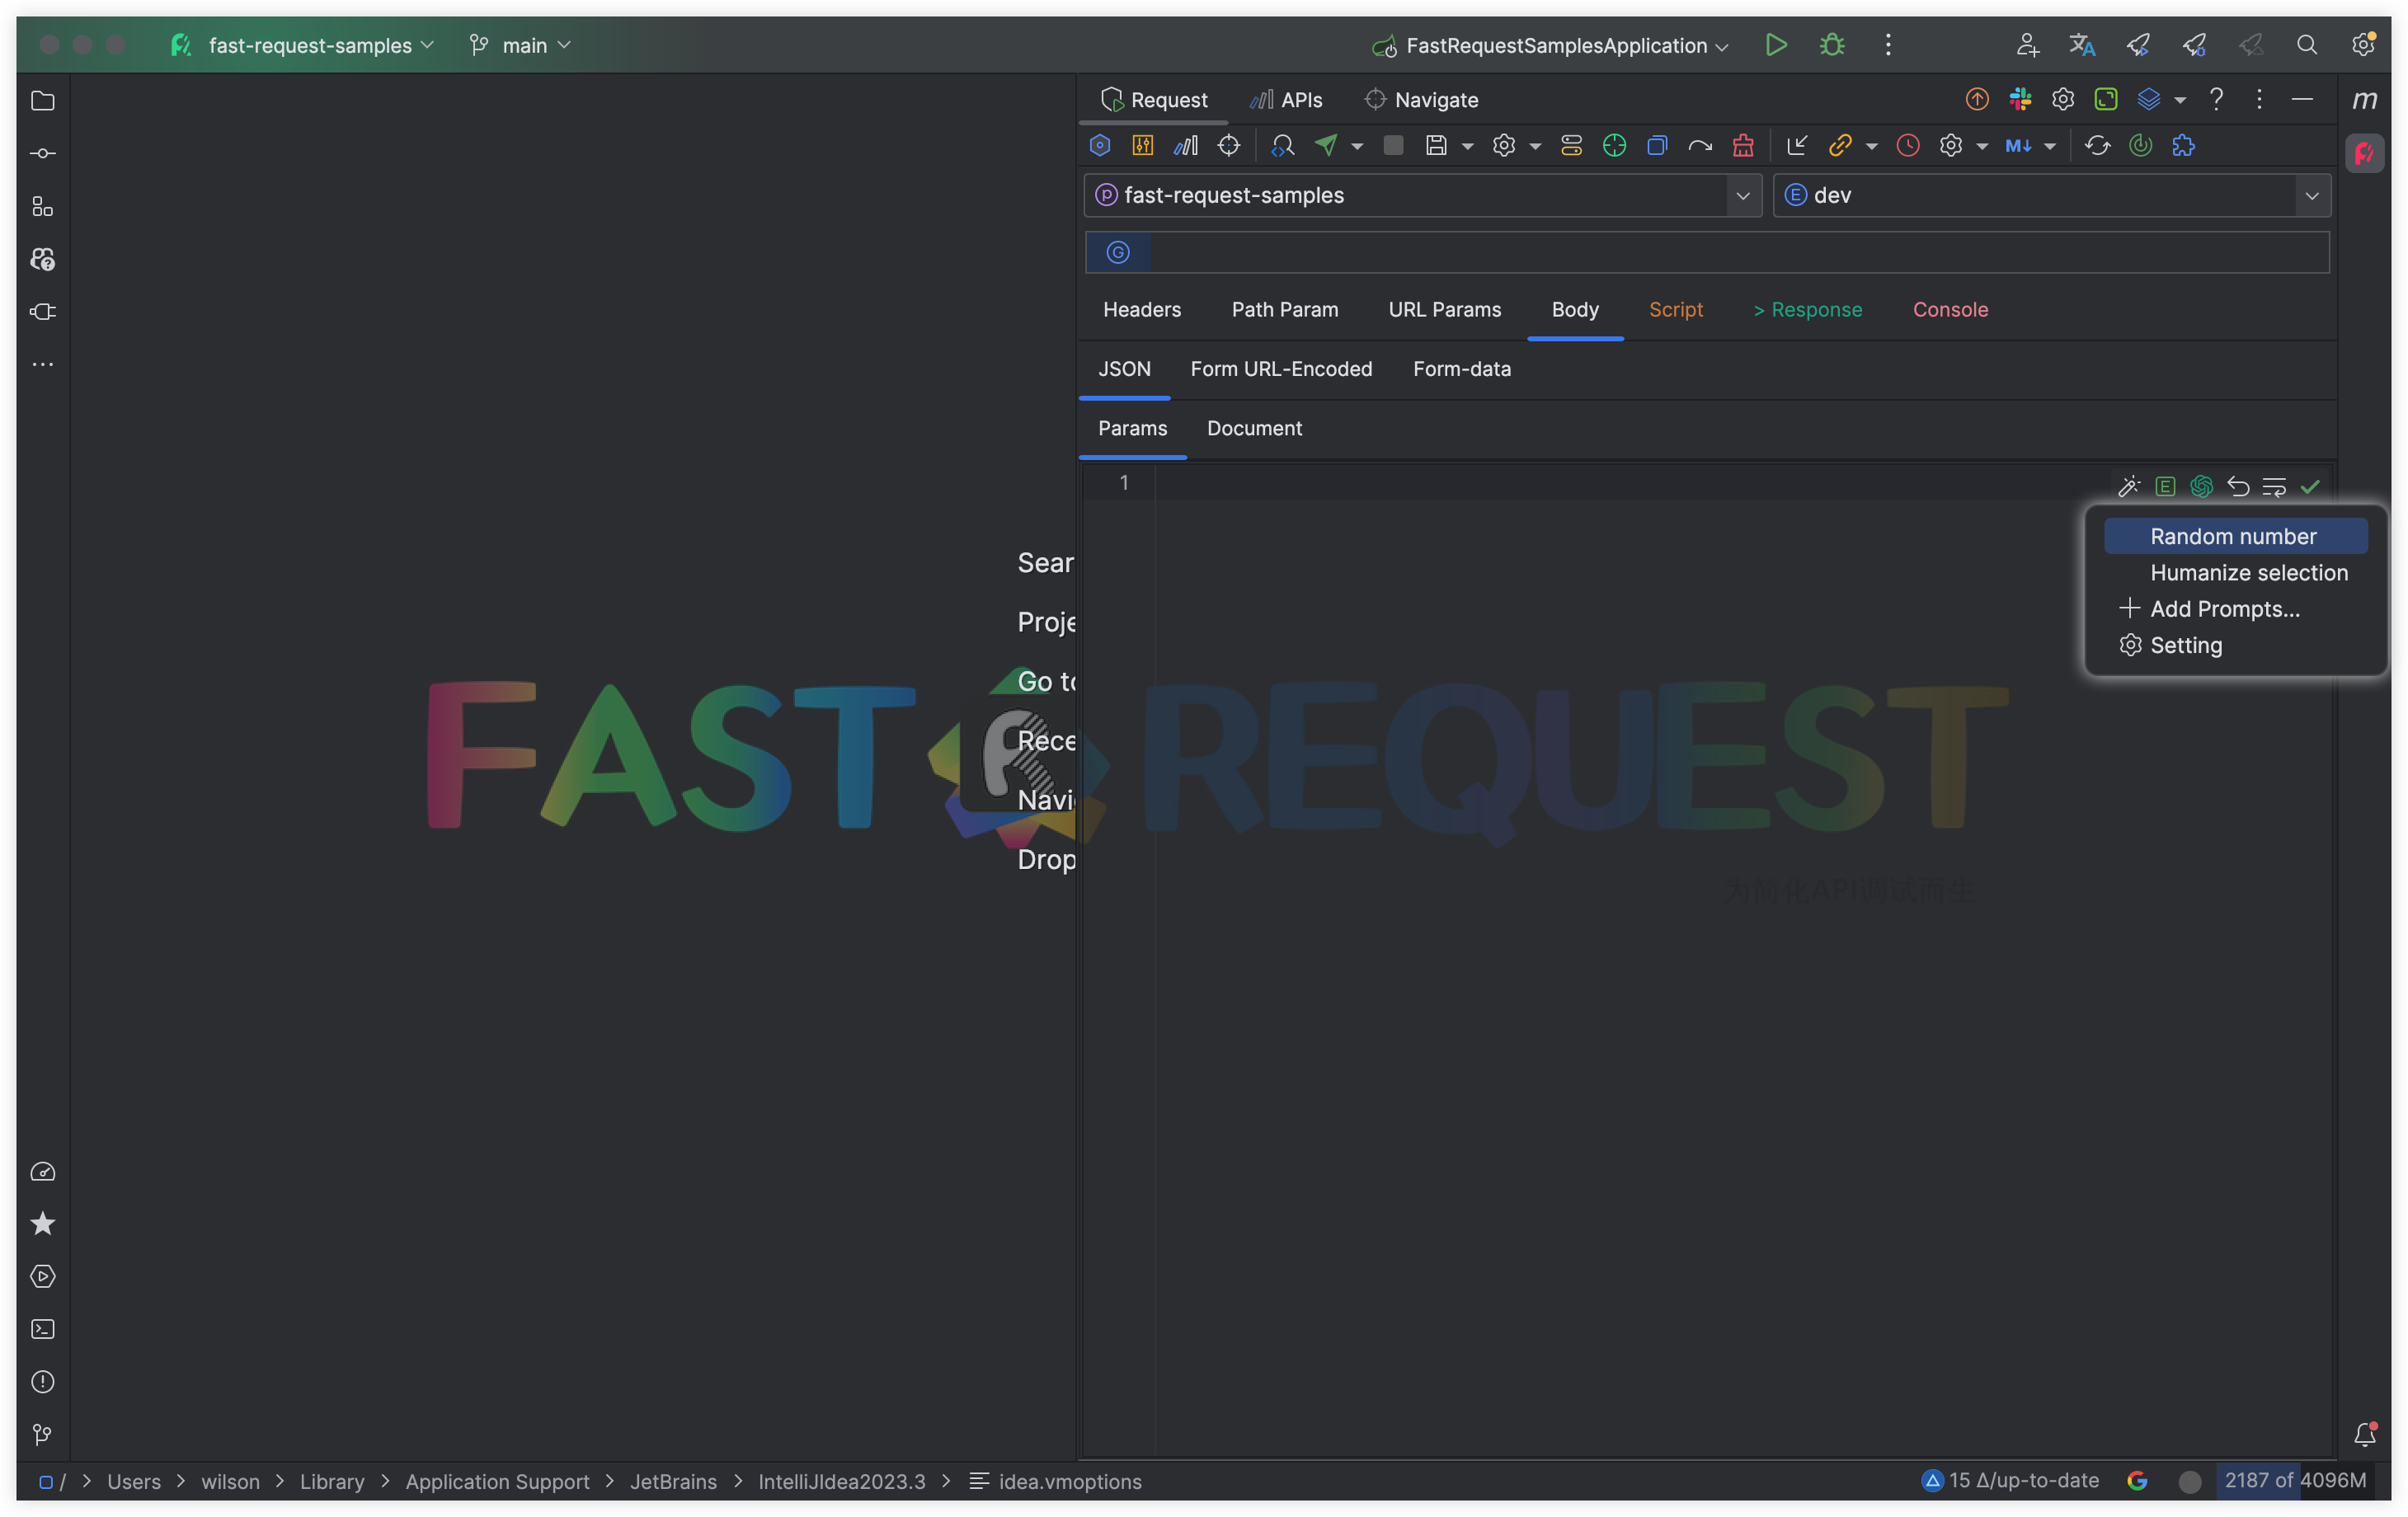 fast-request-samples
main
FastRequestSamplesApplication
Request
APIs
Navigate
m
M↓
P fast-request-samples
E dev
G
Headers
Path Param
URL Params
Body
Script
> Response
Console
JSON
Form URL-Encoded
Form-data
Params
Document
1
E
Random number
Humanize selection
Add Prompts...
Setting
Sear
Proje
Go to
Rece
Navi
Drop
FAST REQUEST
为简化API调试而生
/ > Users > wilson > Library > Application Support > JetBrains > IntelliJIdea2023.3 > idea.vmoptions
15 Δ/up-to-date
2187 of 4096M